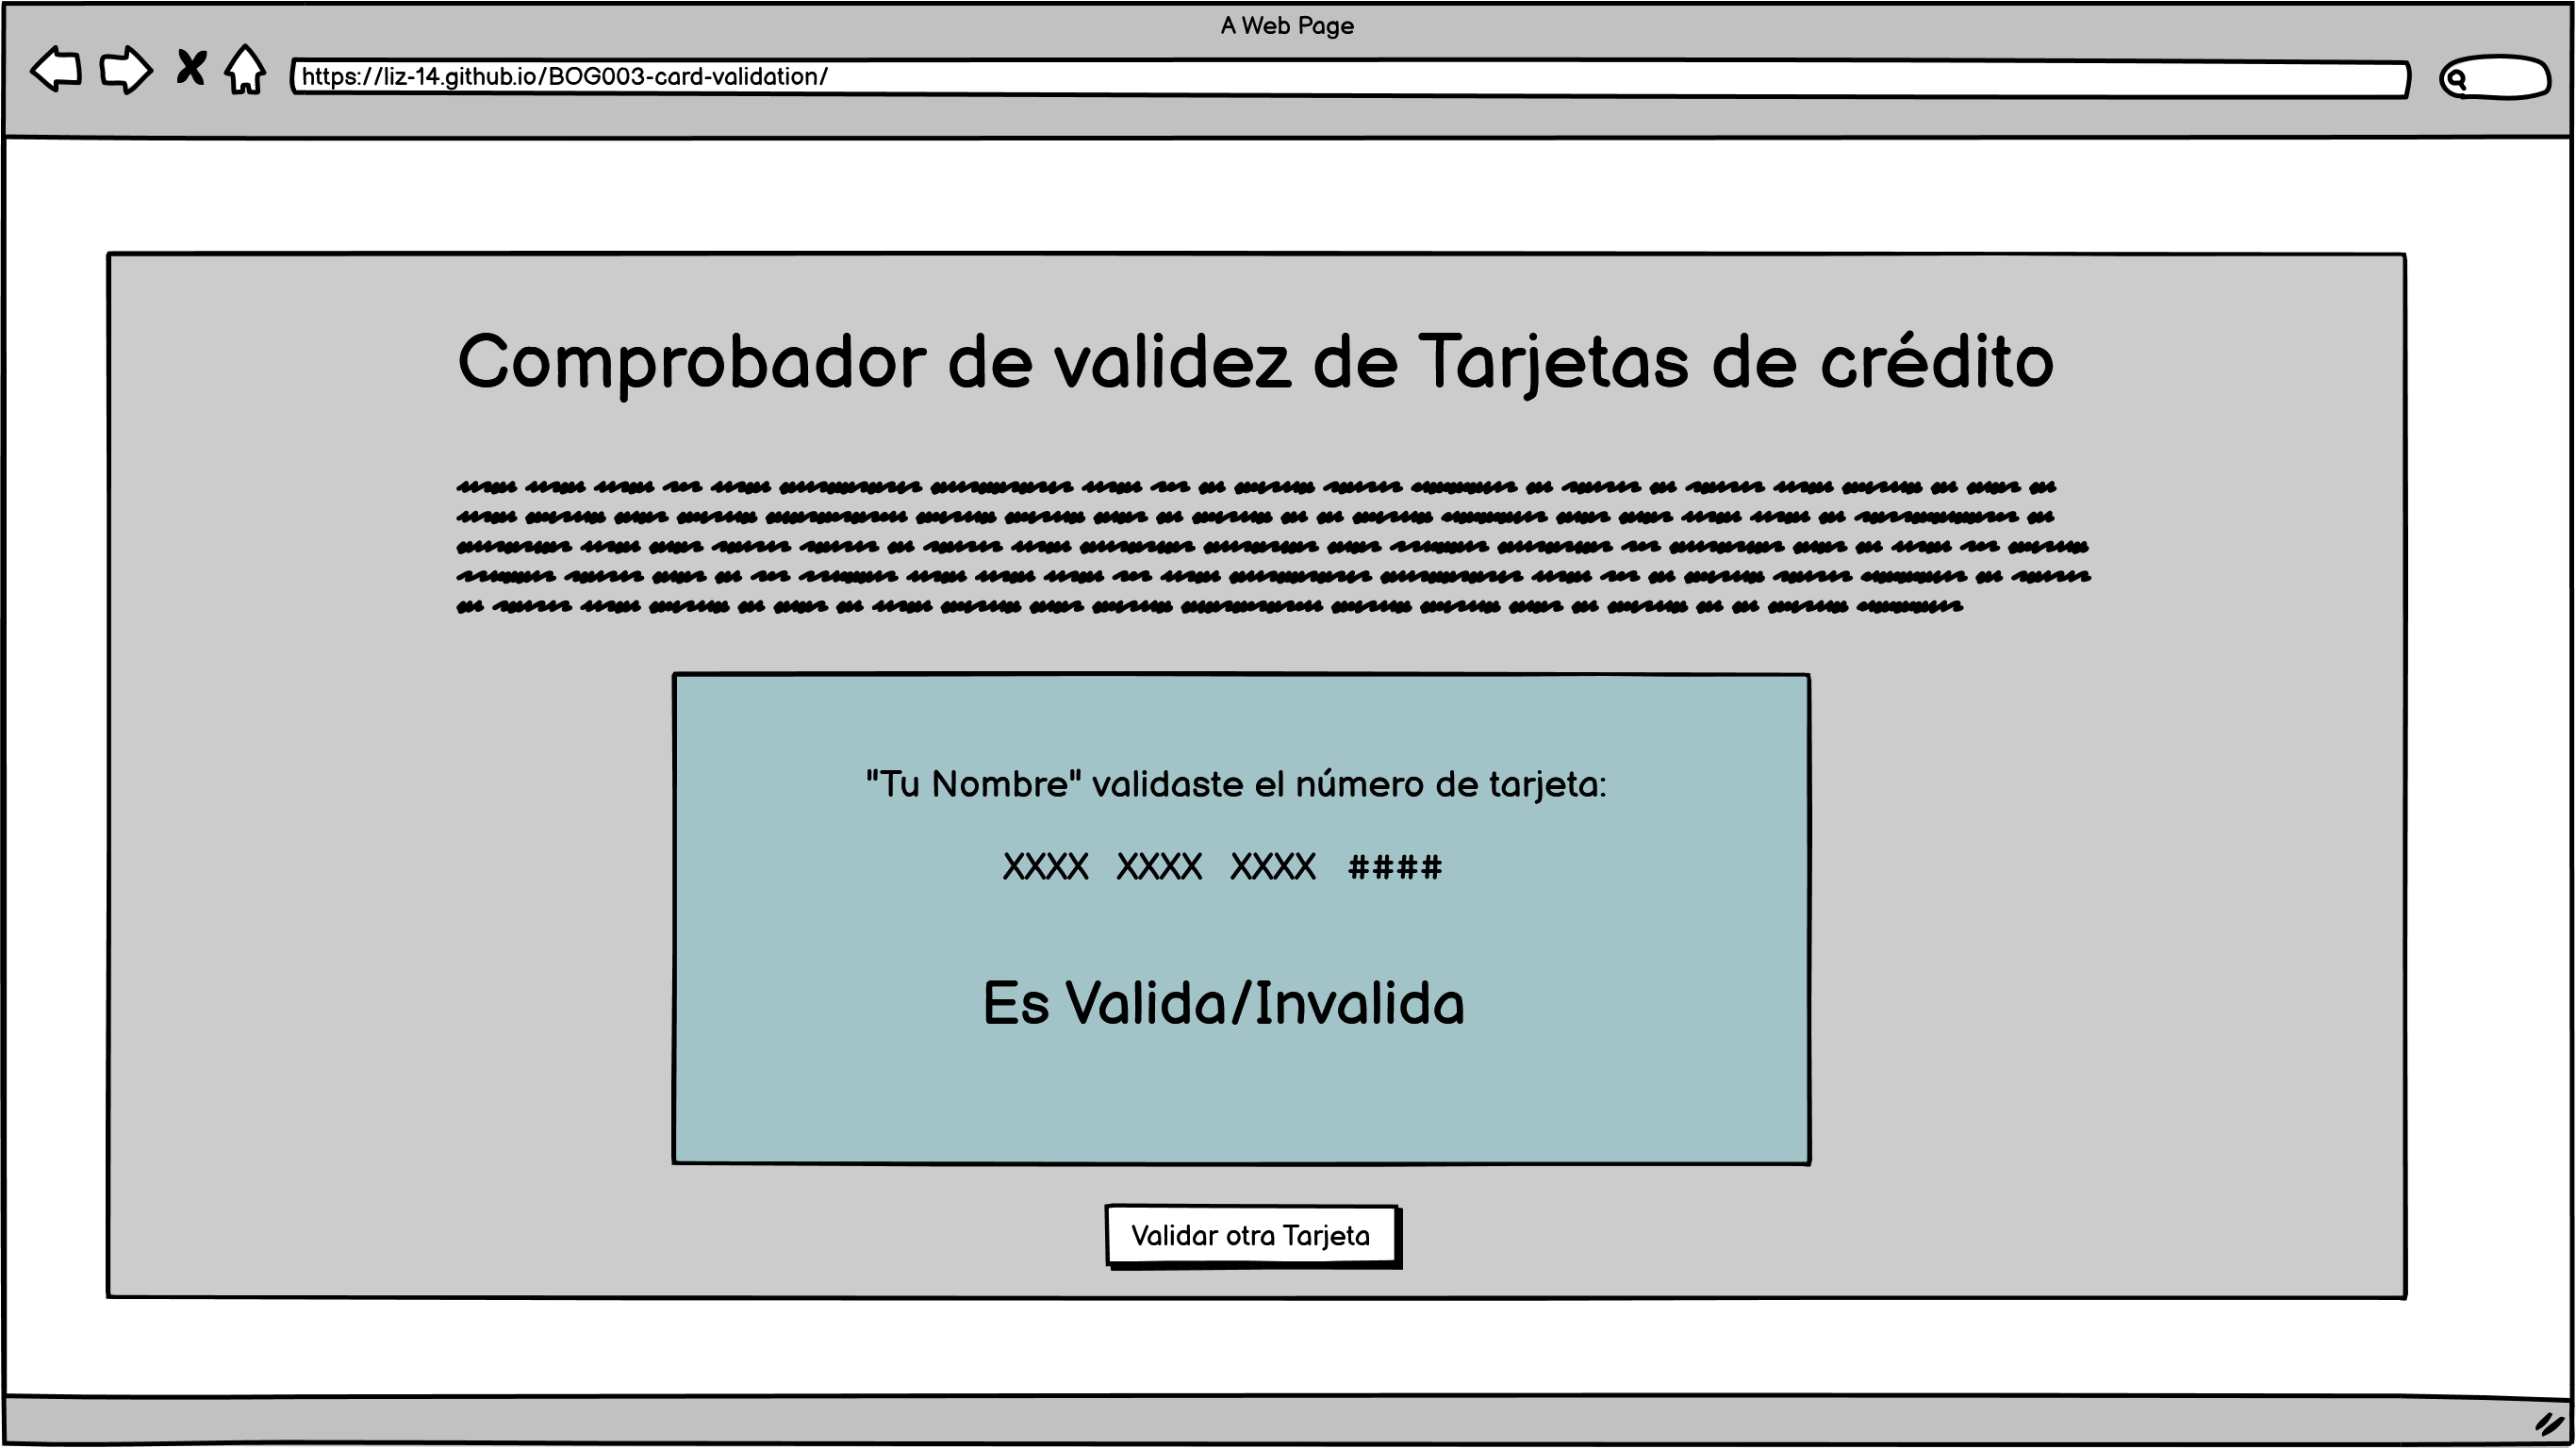 A Web Page
https://liz-14.github.io/BOG003-card-validation/
Comprobador de validez de Tarjetas de crédito
"Tu Nombre" validaste el número de tarjeta:
XXXX XXXX XXXX ####
Es Valida/Invalida
Validar otra Tarjeta